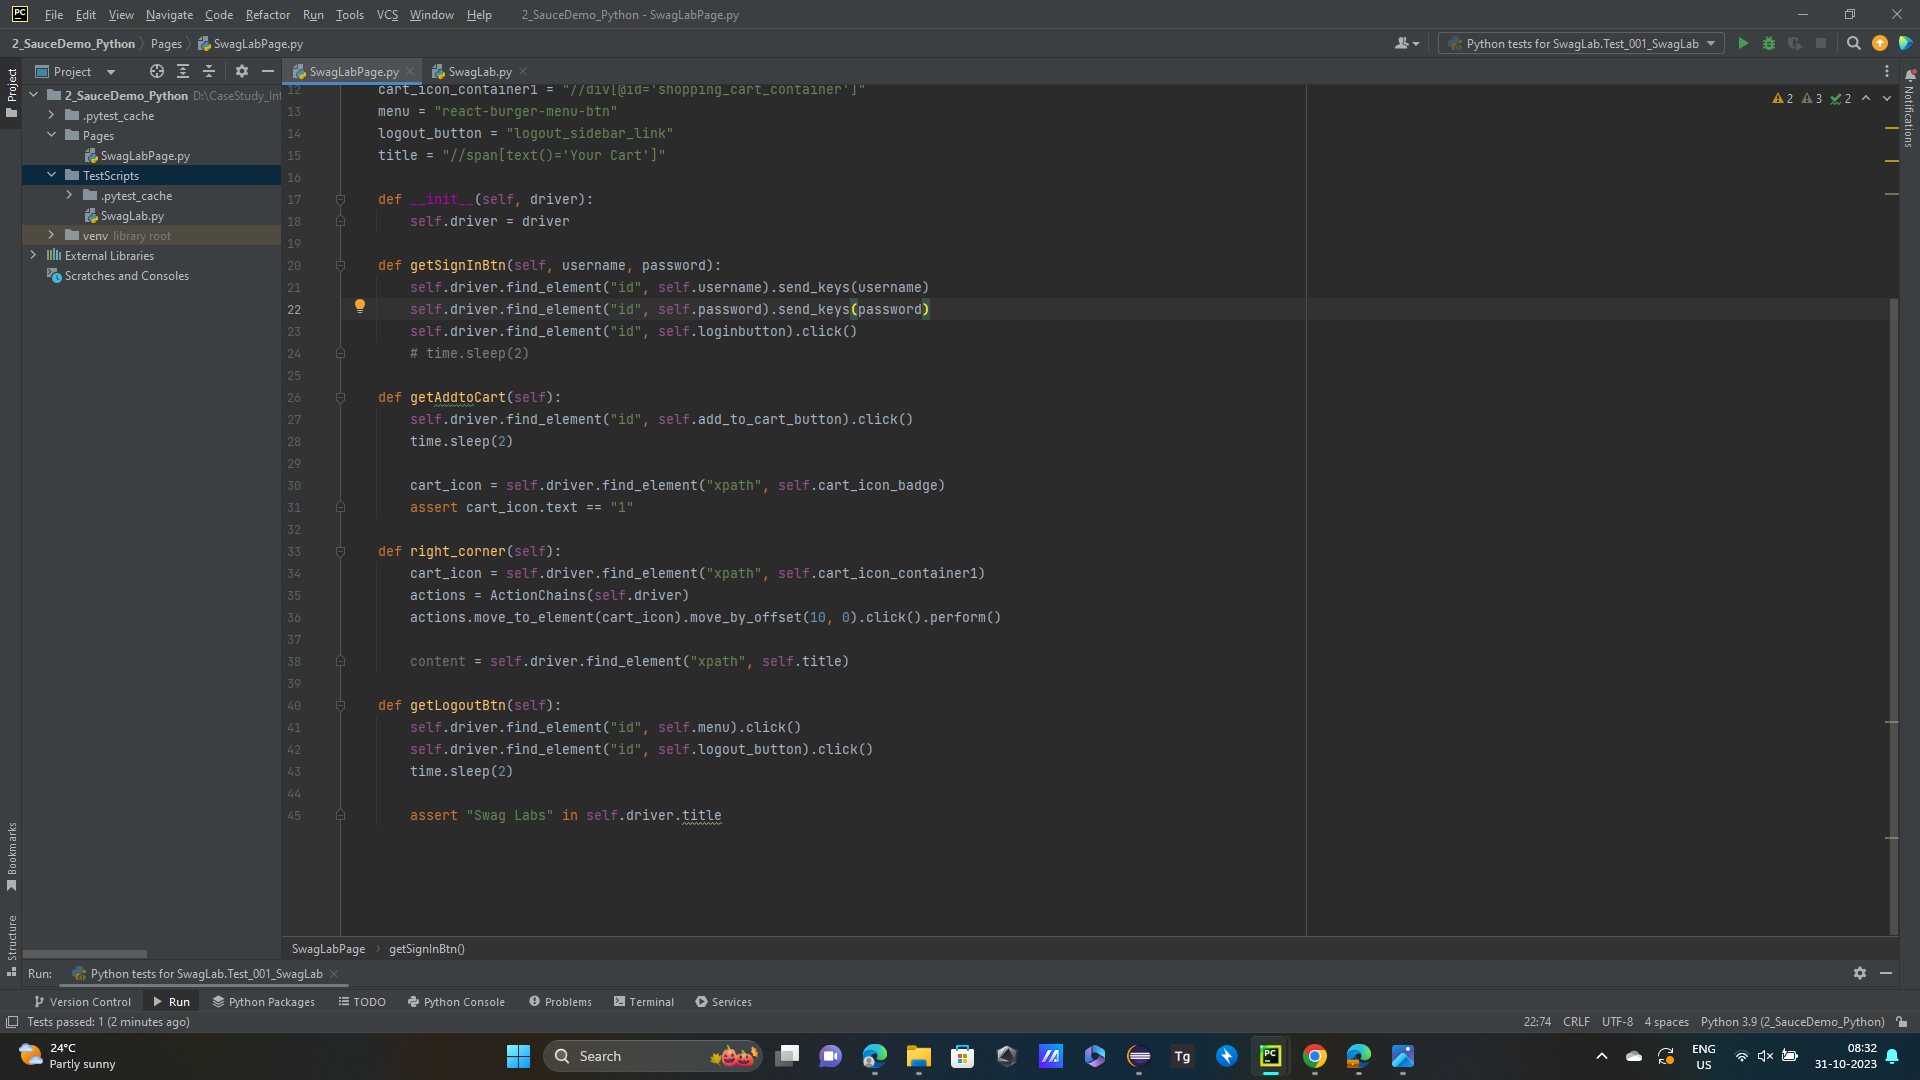 PC File Edit View Navigate Code Refactor Run Tools VCS Window Help 2_SauceDemo_Python - SwagLabPage.py
2_SauceDemo_Python Pages SwagLabPage.py Python tests for SwagLab.Test_001_SwagLab
Project
Project
2_SauceDemo_Python D:\CaseStudy_In
.pytest_cache
Pages
SwagLabPage.py
TestScripts
.pytest_cache
SwagLab.py
venv library root
External Libraries
Scratches and Consoles
SwagLabPage.py SwagLab.py
2 3 2
Notifications
12 cart_icon_container1 = "//div[@id='shopping_cart_container']"
13 menu = "react-burger-menu-btn"
14 logout_button = "logout_sidebar_link"
15 title = "//span[text()='Your Cart']"
16
17 def __init__(self, driver):
18 self.driver = driver
19
20 def getSignInBtn(self, username, password):
21 self.driver.find_element("id", self.username).send_keys(username)
22 self.driver.find_element("id", self.password).send_keys(password)
23 self.driver.find_element("id", self.loginbutton).click()
24 # time.sleep(2)
25
26 def getAddtoCart(self):
27 self.driver.find_element("id", self.add_to_cart_button).click()
28 time.sleep(2)
29
30 cart_icon = self.driver.find_element("xpath", self.cart_icon_badge)
31 assert cart_icon.text == "1"
32
33 def right_corner(self):
34 cart_icon = self.driver.find_element("xpath", self.cart_icon_container1)
35 actions = ActionChains(self.driver)
36 actions.move_to_element(cart_icon).move_by_offset(10, 0).click().perform()
37
38 content = self.driver.find_element("xpath", self.title)
39
40 def getLogoutBtn(self):
41 self.driver.find_element("id", self.menu).click()
42 self.driver.find_element("id", self.logout_button).click()
43 time.sleep(2)
44
45 assert "Swag Labs" in self.driver.title
Bookmarks
Structure
SwagLabPage getSignInBtn()
Run: Python tests for SwagLab.Test_001_SwagLab
Version Control Run Python Packages TODO Python Console Problems Terminal Services
Tests passed: 1 (2 minutes ago) 22:74 CRLF UTF-8 4 spaces Python 3.9 (2_SauceDemo_Python)
24°C
Partly sunny
Search
Tg
PC
ENG
US
08:32
31-10-2023